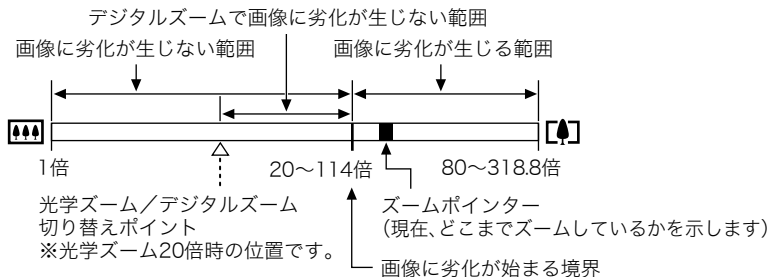 デジタルズームで画像に劣化が生じない範囲
画像に劣化が生じない範囲
画像に劣化が生じる範囲
1倍
20～114倍
80～318.8倍
光学ズーム／デジタルズーム
切り替えポイント
※光学ズーム20倍時の位置です。
ズームポインター
（現在、どこまでズームしているかを示します）
画像に劣化が始まる境界